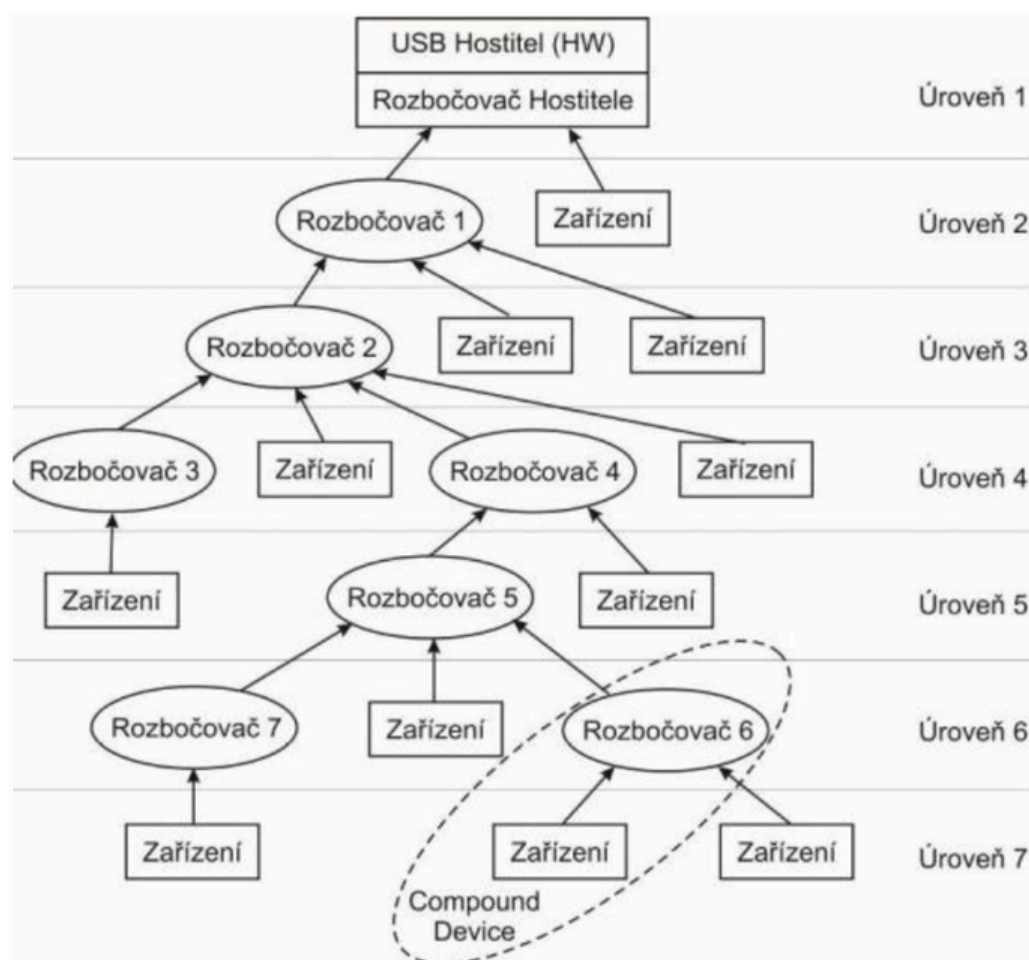 USB Hostitel (HW)
Rozbočovač Hostitele
Úroveň 1
Rozbočovač 1
Zařízení
Úroveň 2
Rozbočovač 2
Zařízení
Zařízení
Úroveň 3
Rozbočovač 3
Zařízení
Rozbočovač 4
Zařízení
Úroveň 4
Zařízení
Rozbočovač 5
Zařízení
Úroveň 5
Rozbočovač 7
Zařízení
Rozbočovač 6
Úroveň 6
Zařízení
Zařízení
Zařízení
Úroveň 7
Compound
Device